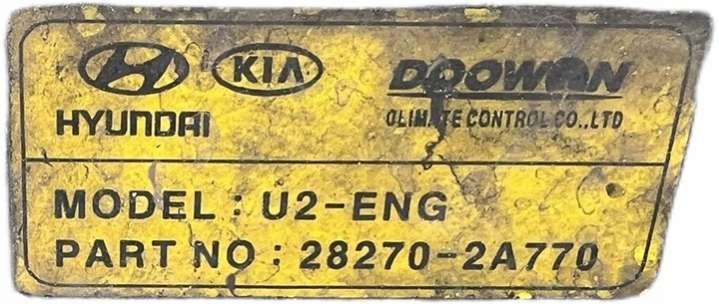 KIA DOOWON
HYUNDAI CLIMATE CONTROL CO.,LTD
MODEL : U2-ENG
PART NO : 28270-2A770